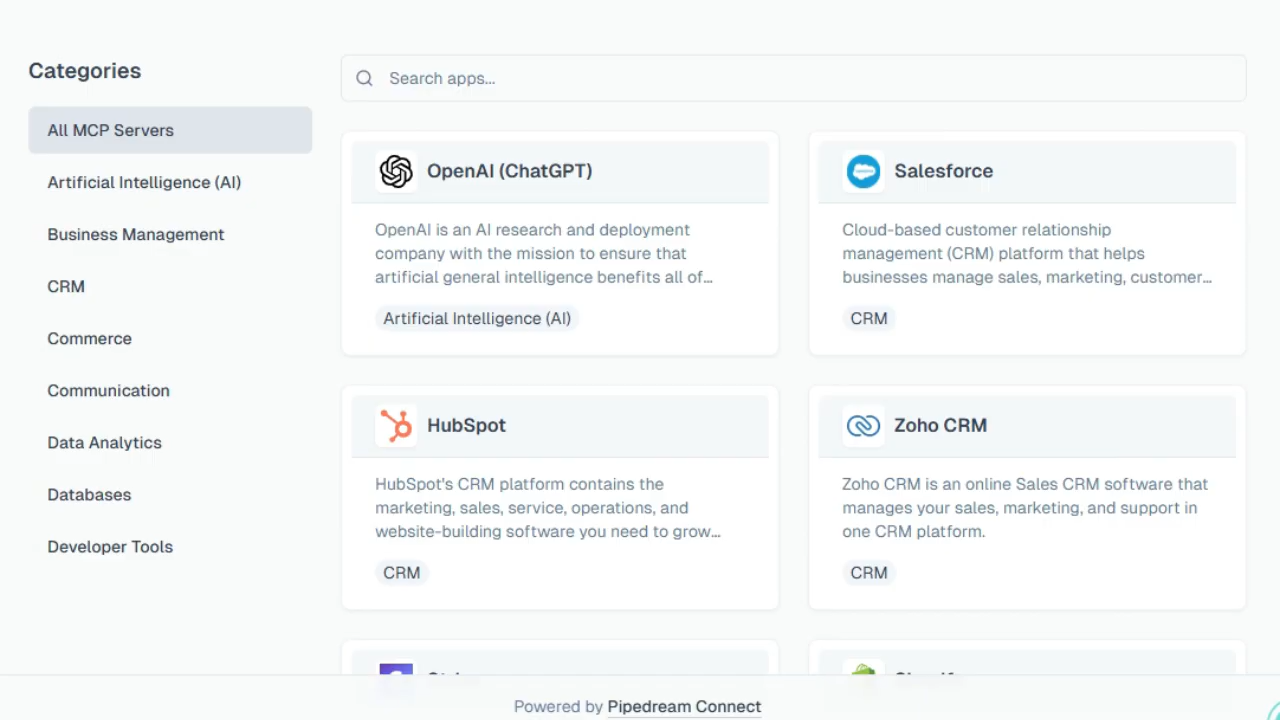 Categories
All MCP Servers
Artificial Intelligence (AI)
Business Management
CRM
Commerce
Communication
Data Analytics
Databases
Developer Tools
Search apps...
OpenAI (ChatGPT)
OpenAI is an AI research and deployment
company with the mission to ensure that
artificial general intelligence benefits all of...
Artificial Intelligence (AI)
Salesforce
Cloud-based customer relationship
management (CRM) platform that helps
businesses manage sales, marketing, customer...
CRM
HubSpot
HubSpot's CRM platform contains the
marketing, sales, service, operations, and
website-building software you need to grow...
CRM
Zoho CRM
Zoho CRM is an online Sales CRM software that
manages your sales, marketing, and support in
one CRM platform.
CRM
Powered by Pipedream Connect